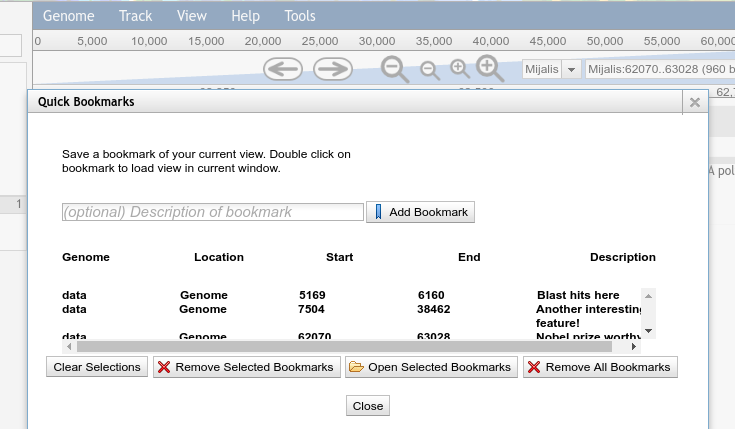 Genome Track View Help Tools
0 5,000 10,000 15,000 20,000 25,000 30,000 35,000 40,000 45,000 50,000 55,000 60,000
Mijalis Mijalis:62070..63028 (960 b
Quick Bookmarks
A pol
Save a bookmark of your current view. Double click on
bookmark to load view in current window.
1
(optional) Description of bookmark Add Bookmark
Genome Location Start End Description
data Genome 5169 6160 Blast hits here
data Genome 7504 38462 Another interesting
feature!
data Genome 62070 63028 Nobel prize worthy
Clear Selections Remove Selected Bookmarks Open Selected Bookmarks Remove All Bookmarks
Close